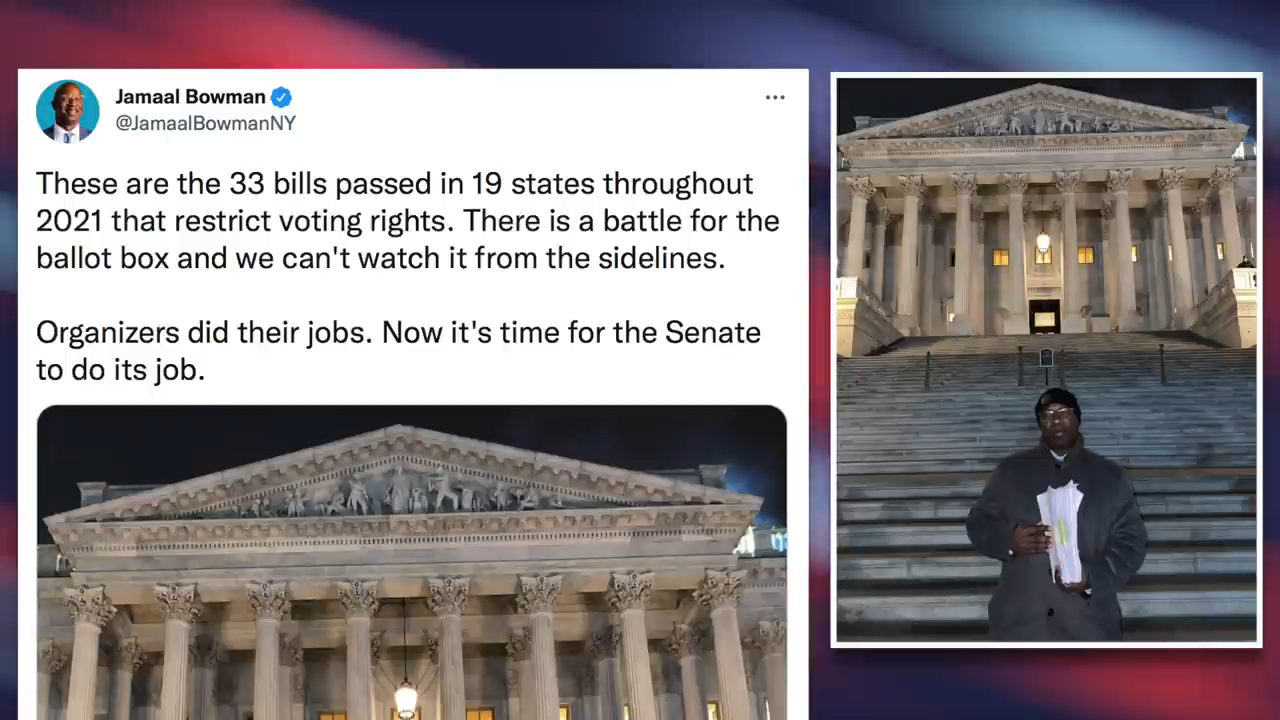 Jamaal Bowman
@JamaalBowmanNY
These are the 33 bills passed in 19 states throughout
2021 that restrict voting rights. There is a battle for the
ballot box and we can't watch it from the sidelines.
Organizers did their jobs. Now it's time for the Senate
to do its job.